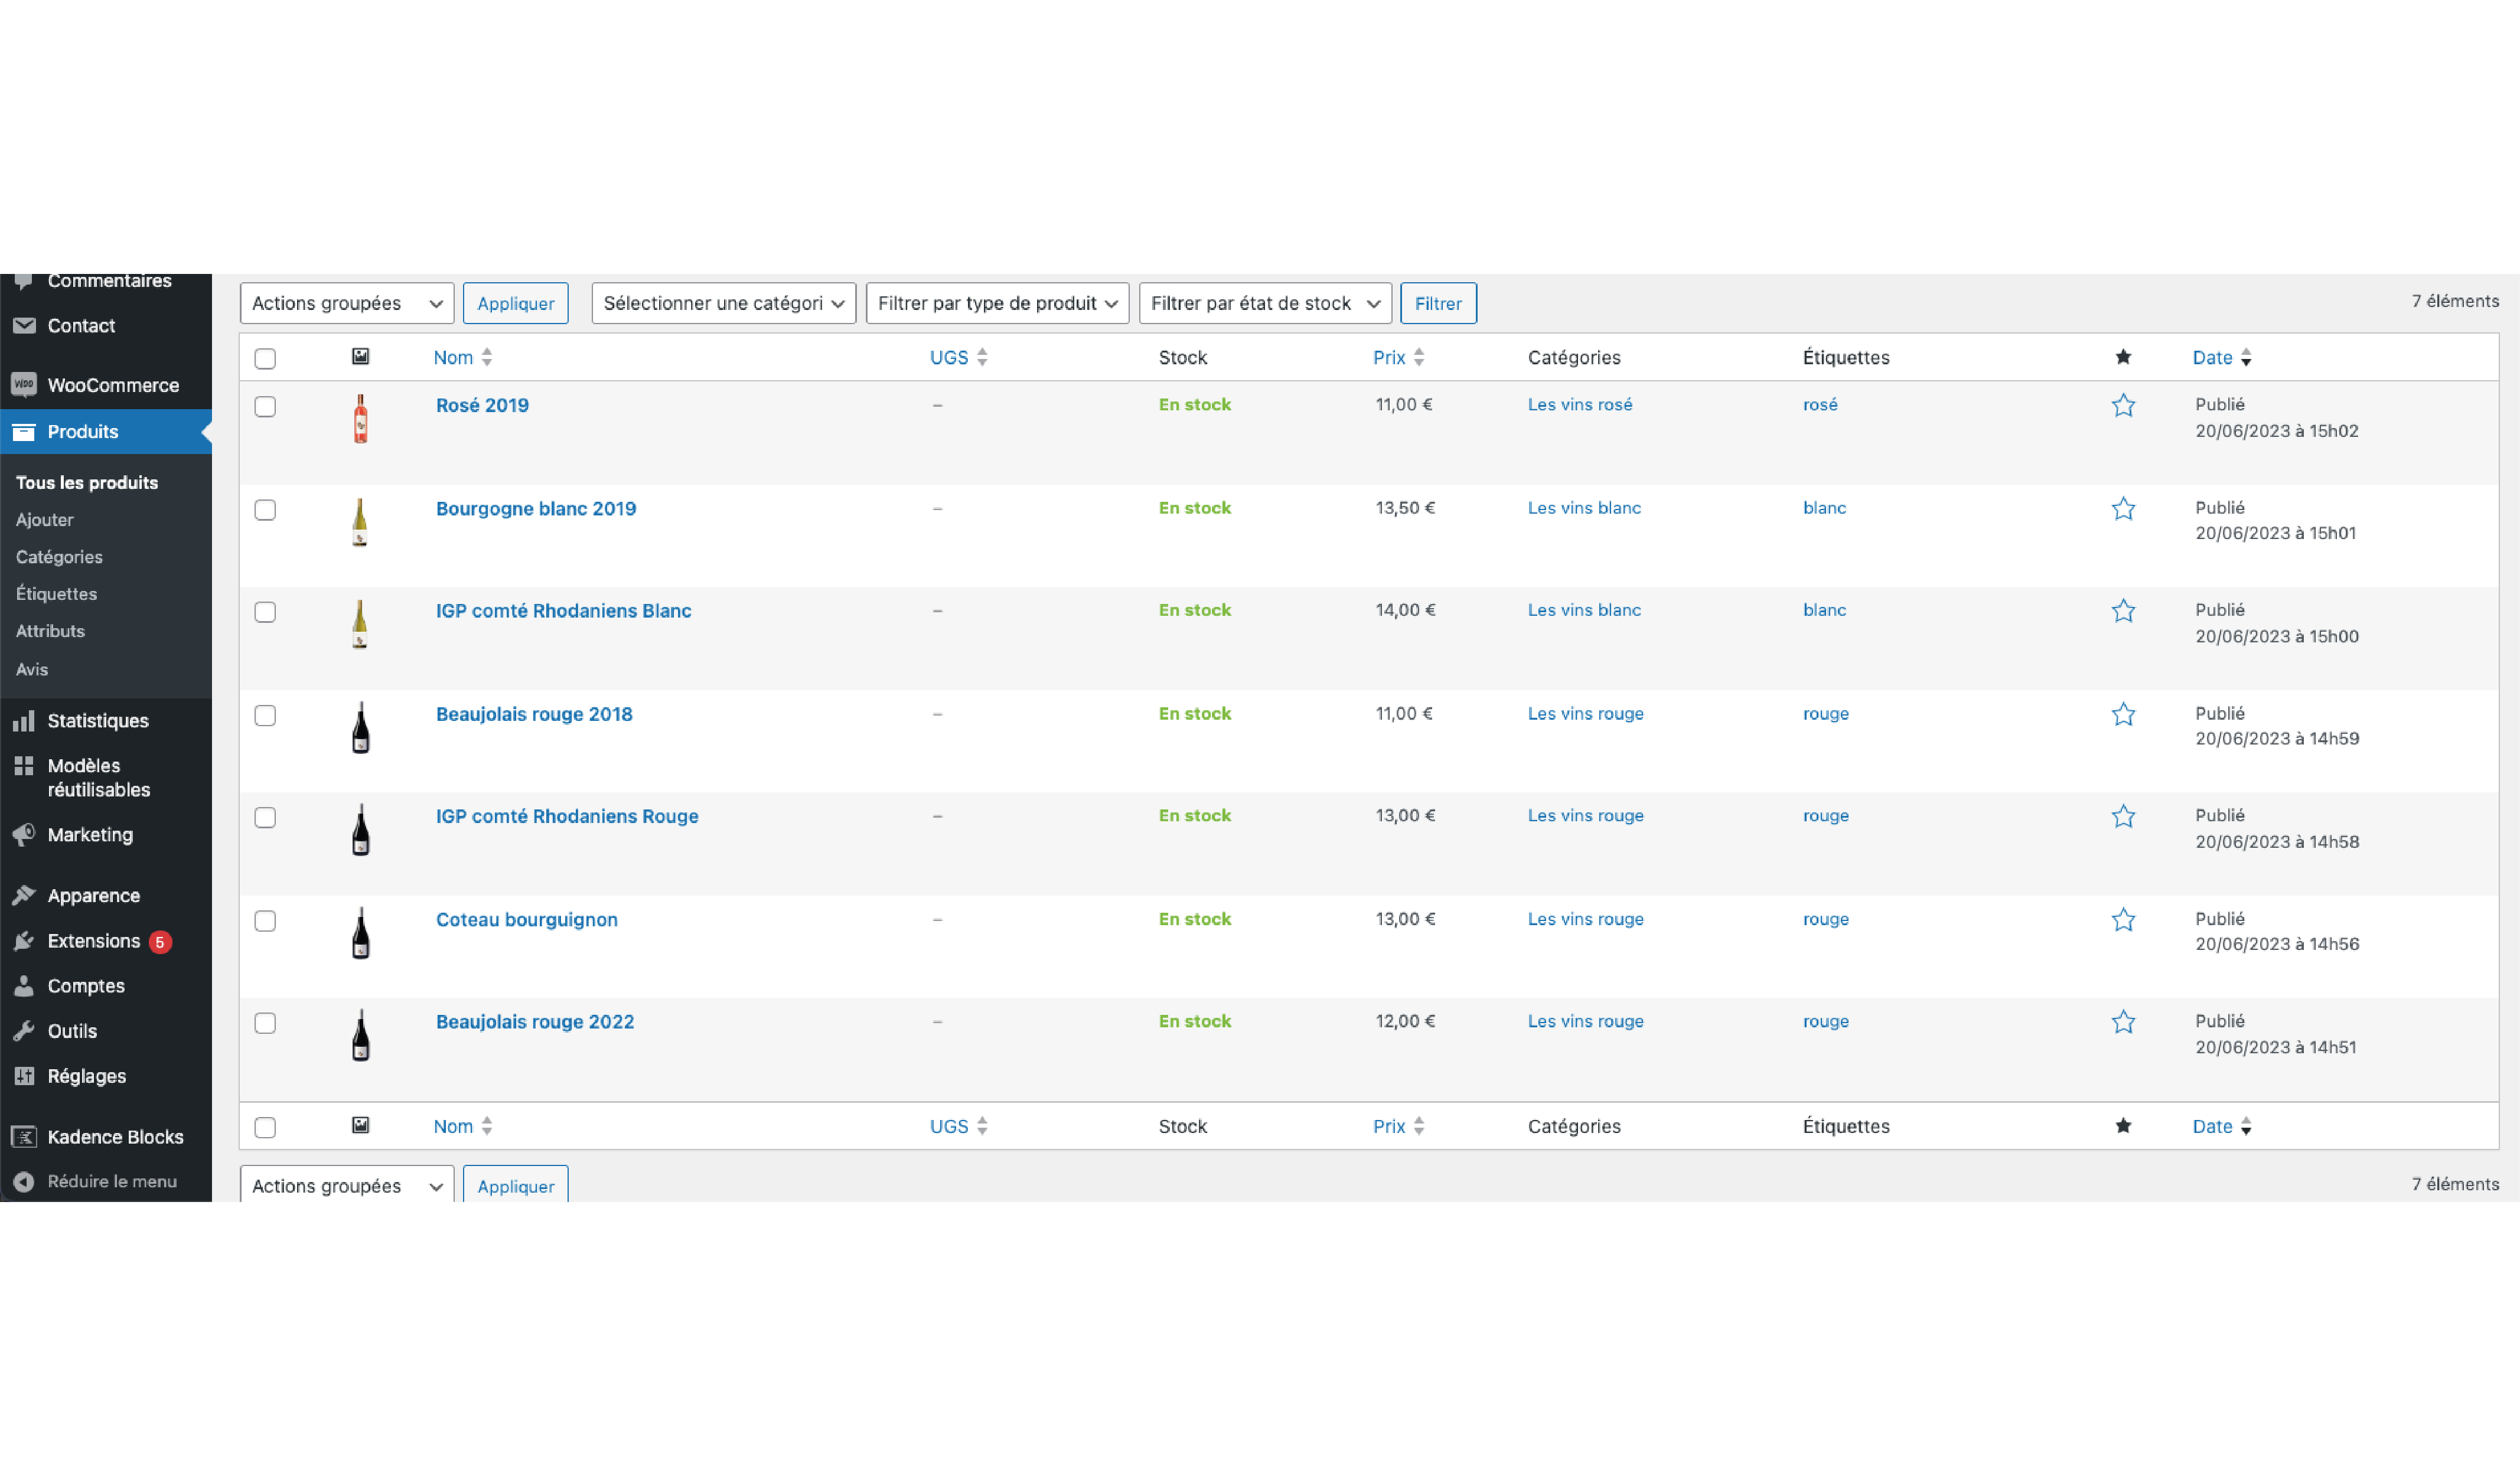 Commentaires
Contact
WooCommerce
Produits
Tous les produits
Ajouter
Catégories
Étiquettes
Attributs
Avis
Statistiques
Modèles
réutilisables
Marketing
Apparence
Extensions 5
Comptes
Outils
Réglages
Kadence Blocks
Réduire le menu
Actions groupées Appliquer Sélectionner une catégori Filtrer par type de produit Filtrer par état de stock Filtrer 7 éléments
Nom UGS Stock Prix Catégories Étiquettes Date
Rosé 2019 – En stock 11,00 € Les vins rosé rosé Publié
20/06/2023 à 15h02
Bourgogne blanc 2019 – En stock 13,50 € Les vins blanc blanc Publié
20/06/2023 à 15h01
IGP comté Rhodaniens Blanc – En stock 14,00 € Les vins blanc blanc Publié
20/06/2023 à 15h00
Beaujolais rouge 2018 – En stock 11,00 € Les vins rouge rouge Publié
20/06/2023 à 14h59
IGP comté Rhodaniens Rouge – En stock 13,00 € Les vins rouge rouge Publié
20/06/2023 à 14h58
Coteau bourguignon – En stock 13,00 € Les vins rouge rouge Publié
20/06/2023 à 14h56
Beaujolais rouge 2022 – En stock 12,00 € Les vins rouge rouge Publié
20/06/2023 à 14h51
Nom UGS Stock Prix Catégories Étiquettes Date
Actions groupées Appliquer 7 éléments